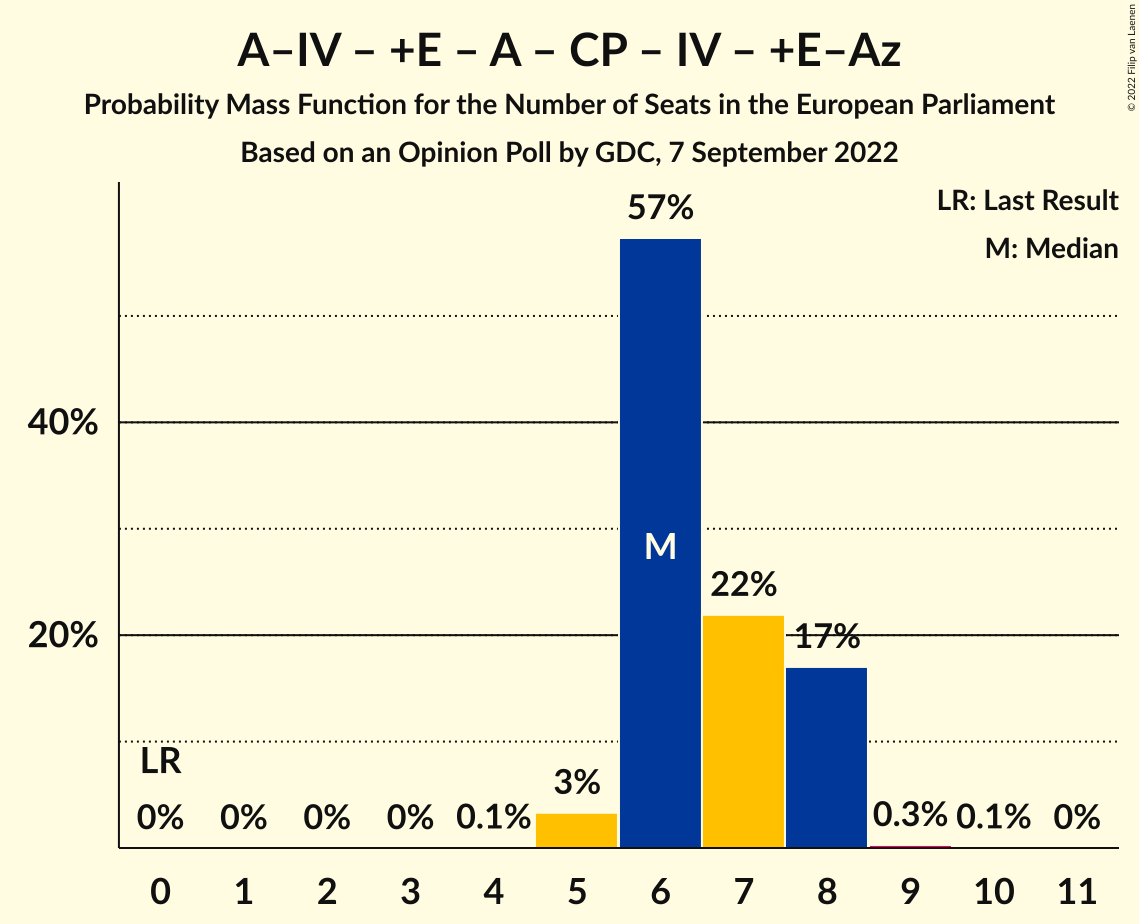 A–IV – +E – A – CP – IV – +E–Az
Probability Mass Function for the Number of Seats in the European Parliament
Based on an Opinion Poll by GDC, 7 September 2022
© 2022 Filip van Laenen
LR: Last Result
M: Median
57%
40%
M
22%
20%
17%
LR
3%
0% 0% 0% 0% 0.1% 0.3% 0.1% 0%
0 1 2 3 4 5 6 7 8 9 10 11